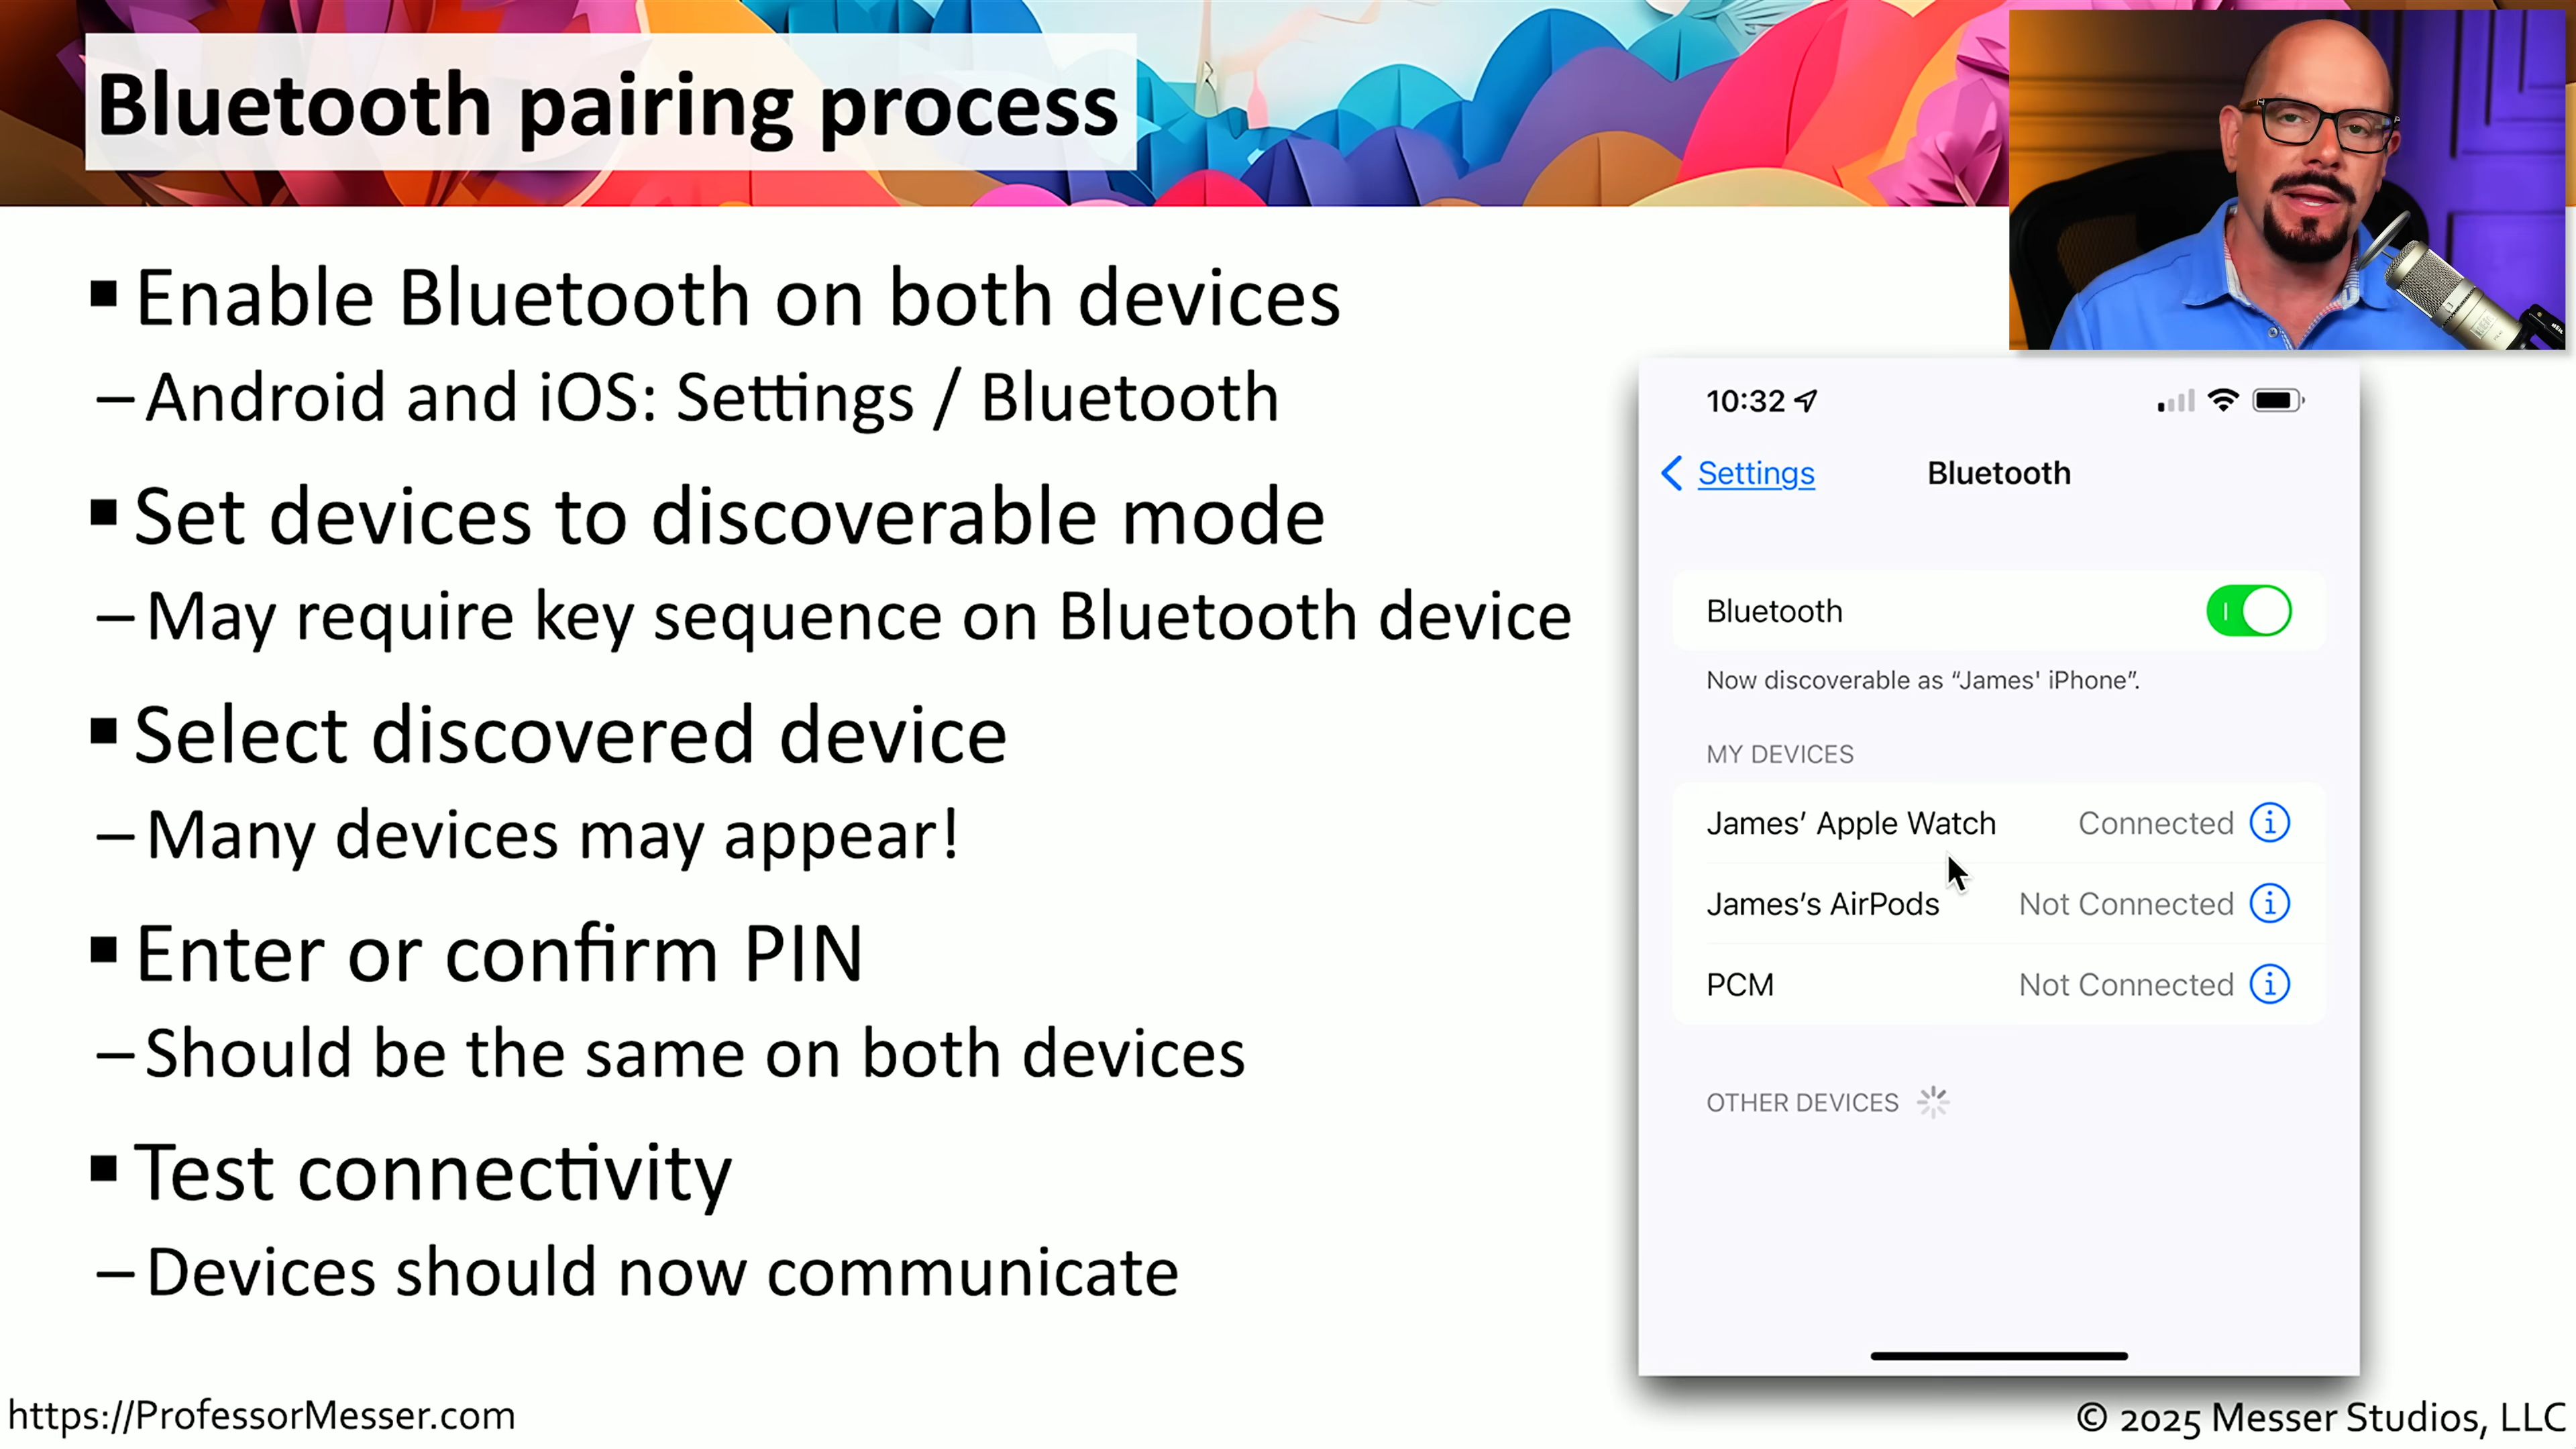 Bluetooth pairing process
▪ Enable Bluetooth on both devices
– Android and iOS: Settings / Bluetooth
▪ Set devices to discoverable mode
– May require key sequence on Bluetooth device
▪ Select discovered device
– Many devices may appear!
▪ Enter or confirm PIN
– Should be the same on both devices
▪ Test connectivity
– Devices should now communicate
10:32
Settings Bluetooth
Bluetooth
Now discoverable as “James' iPhone”.
MY DEVICES
James’ Apple Watch Connected
James’s AirPods Not Connected
PCM Not Connected
OTHER DEVICES
https://ProfessorMesser.com
© 2025 Messer Studios, LLC